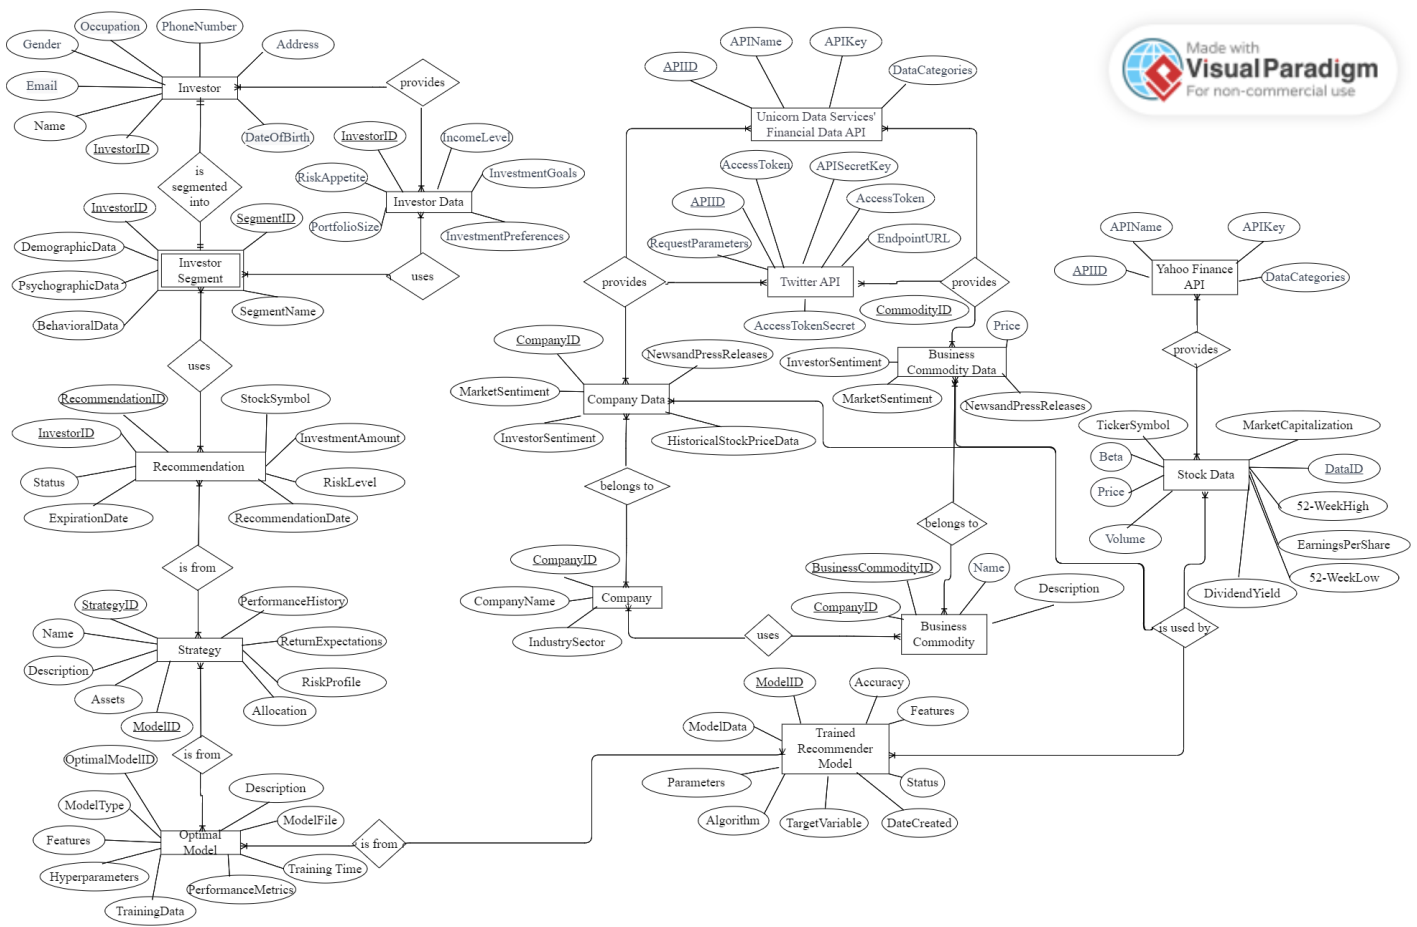 Made with
VisualParadigm
For non-commercial use
Occupation
PhoneNumber
Gender
Address
Email
Investor
Name
InvestorID
DateOfBirth
provides
is
segmented
into
InvestorID
IncomeLevel
RiskAppetite
InvestmentGoals
Investor Data
PortfolioSize
InvestmentPreferences
InvestorID
SegmentID
DemographicData
Investor
Segment
PsychographicData
BehavioralData
SegmentName
uses
uses
RecommendationID
StockSymbol
InvestorID
InvestmentAmount
Recommendation
Status
RiskLevel
ExpirationDate
RecommendationDate
is from
StrategyID
PerformanceHistory
Name
ReturnExpectations
Strategy
Description
RiskProfile
Assets
Allocation
ModelID
is from
OptimalModelID
Description
ModelType
ModelFile
Features
Optimal
Model
Training Time
Hyperparameters
PerformanceMetrics
TrainingData
is from
APIName
APIKey
APIID
DataCategories
Unicorn Data Services'
Financial Data API
AccessToken
APISecretKey
APIID
AccessToken
RequestParameters
EndpointURL
provides
Twitter API
provides
AccessTokenSecret
CommodityID
Price
CompanyID
NewsandPressReleases
InvestorSentiment
Business
Commodity Data
MarketSentiment
Company Data
MarketSentiment
NewsandPressReleases
InvestorSentiment
HistoricalStockPriceData
belongs to
belongs to
CompanyID
BusinessCommodityID
Name
CompanyName
Company
CompanyID
Description
IndustrySector
uses
Business
Commodity
APIName
APIKey
APIID
Yahoo Finance
API
DataCategories
provides
TickerSymbol
MarketCapitalization
Beta
Stock Data
DataID
Price
52-WeekHigh
Volume
EarningsPerShare
52-WeekLow
DividendYield
is used by
ModelID
Accuracy
ModelData
Features
Trained
Recommender
Model
Parameters
Status
Algorithm
TargetVariable
DateCreated